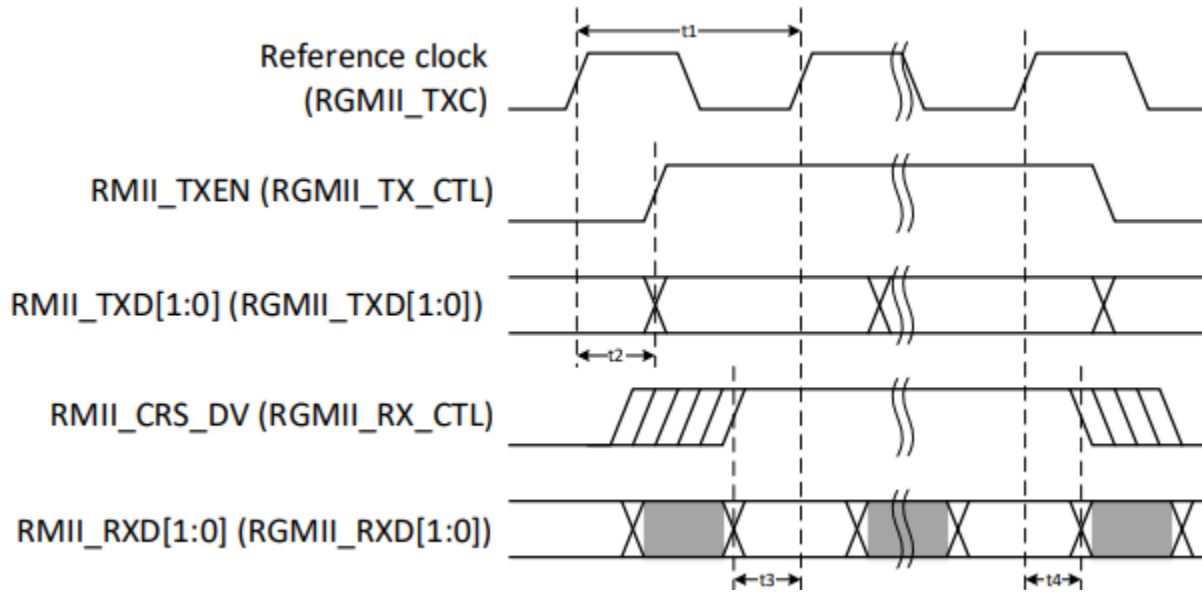 t1
Reference clock
(RGMII_TXC)
RMII_TXEN (RGMII_TX_CTL)
RMII_TXD[1:0] (RGMII_TXD[1:0])
t2
RMII_CRS_DV (RGMII_RX_CTL)
RMII_RXD[1:0] (RGMII_RXD[1:0])
t3
t4